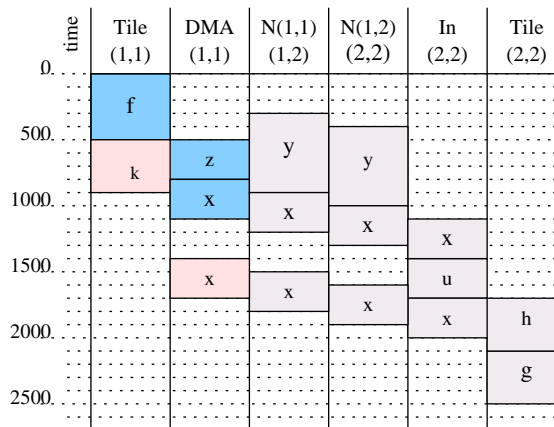 time
Tile DMA N(1,1) N(1,2) In Tile
(1,1) (1,1) (1,2) (2,2) (2,2) (2,2)
0.
f
y
500.
y
z
k
x
1000.
x
x
x
1500.
x
u
x
x
x
h
2000.
g
2500.